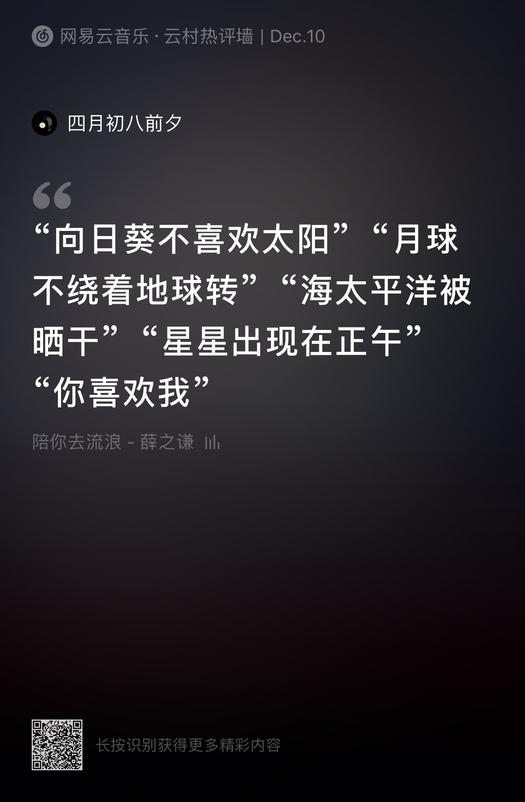 网易云音乐 · 云村热评墙 | Dec.10
四月初八前夕
“向日葵不喜欢太阳” “月球
不绕着地球转” “海太平洋被
晒干” “星星出现在正午”
“你喜欢我”
陪你去流浪 - 薛之谦
长按识别获得更多精彩内容